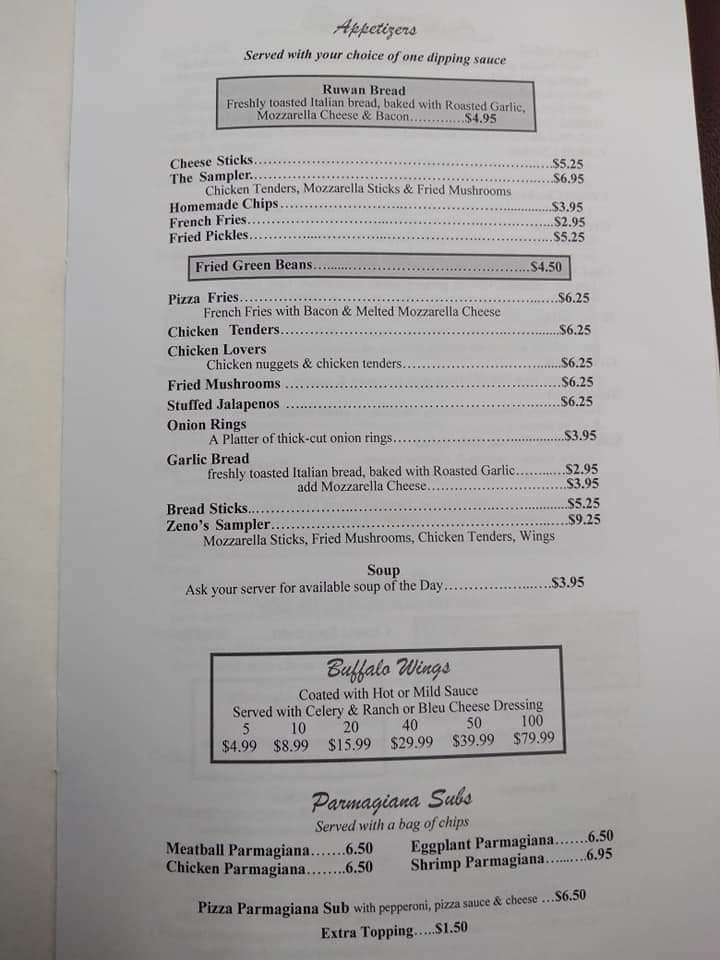 Appetizers
Served with your choice of one dipping sauce
Ruwan Bread
Freshly toasted Italian bread, baked with Roasted Garlic,
Mozzarella Cheese & Bacon.............$4.95
Cheese Sticks..........................................................................$5.25
The Sampler...........................................................................$6.95
Chicken Tenders, Mozzarella Sticks & Fried Mushrooms
Homemade Chips...................................................................$3.95
French Fries...........................................................................$2.95
Fried Pickles..........................................................................$5.25
Fried Green Beans....................................................$4.50
Pizza Fries..............................................................................$6.25
French Fries with Bacon & Melted Mozzarella Cheese
Chicken Tenders....................................................................$6.25
Chicken Lovers
Chicken nuggets & chicken tenders......................................$6.25
Fried Mushrooms ..................................................................$6.25
Stuffed Jalapenos ..................................................................$6.25
Onion Rings
A Platter of thick-cut onion rings.........................................$3.95
Garlic Bread
freshly toasted Italian bread, baked with Roasted Garlic............$2.95
add Mozzarella Cheese.................................$3.95
Bread Sticks...........................................................................$5.25
Zeno's Sampler.......................................................................$9.25
Mozzarella Sticks, Fried Mushrooms, Chicken Tenders, Wings
Soup
Ask your server for available soup of the Day.........................$3.95
Buffalo Wings
Coated with Hot or Mild Sauce
Served with Celery & Ranch or Bleu Cheese Dressing
5 10 20 40 50 100
$4.99 $8.99 $15.99 $29.99 $39.99 $79.99
Parmagiana Subs
Served with a bag of chips
Meatball Parmagiana.......6.50 Eggplant Parmagiana.......6.50
Chicken Parmagiana........6.50 Shrimp Parmagiana..........6.95
Pizza Parmagiana Sub with pepperoni, pizza sauce & cheese ...$6.50
Extra Topping.....$1.50